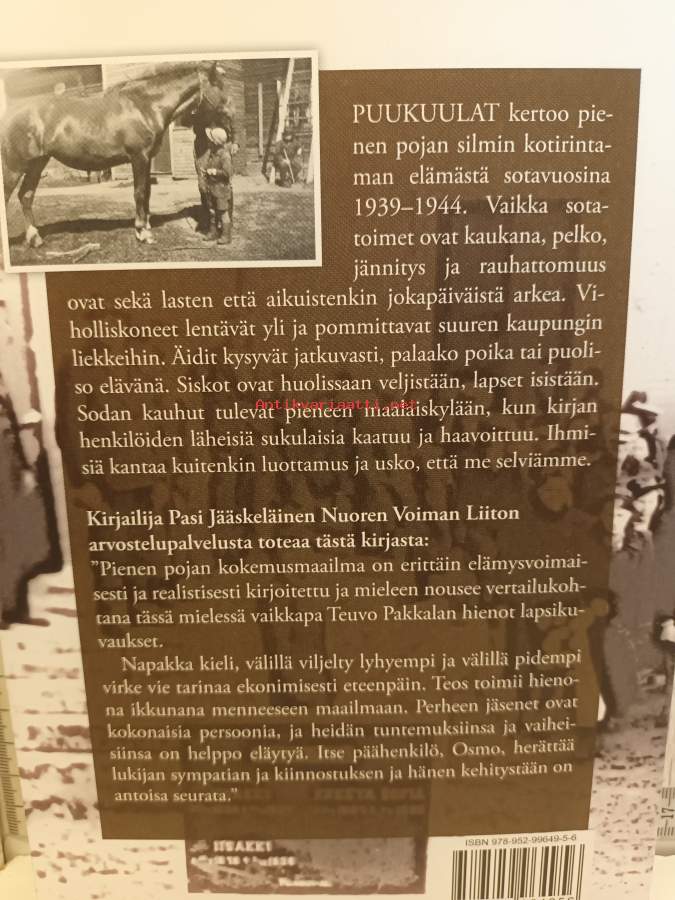 PUUKUULAT kertoo pie-
nen pojan silmin kotirinta-
man elämästä sotavuosina
1939–1944. Vaikka sota-
toimet ovat kaukana, pelko,
jännitys ja rauhattomuus
ovat sekä lasten että aikuistenkin jokapäiväistä arkea. Vi-
holliskoneet lentävät yli ja pommittavat suuren kaupungin
liekkeihin. Äidit kysyvät jatkuvasti, palaako poika tai puoli-
so elävänä. Siskot ovat huolissaan veljistään, lapset isistään.
Antikvariaatti.net
Sodan kauhut tulevat pieneen maalaiskylään, kun kirjan
henkilöiden läheisiä sukulaisia kaatuu ja haavoittuu. Ihmi-
siä kantaa kuitenkin luottamus ja usko, että me selviämme.
Kirjailija Pasi Jääskeläinen Nuoren Voiman Liiton
arvostelupalvelusta toteaa tästä kirjasta:
”Pienen pojan kokemusmaailma on erittäin elämysvoimai-
sesti ja realistisesti kirjoitettu ja mieleen nousee vertailukoh-
tana tässä mielessä vaikkapa Teuvo Pakkalan hienot lapsiku-
vaukset.
Napakka kieli, välillä viljelty lyhyempi ja välillä pidempi
virke vie tarinaa ekonimisesti eteenpäin. Teos toimii hieno-
na ikkunana menneeseen maailmaan. Perheen jäsenet ovat
kokonaisia persoonia, ja heidän tuntemuksiinsa ja vaihei-
siinsa on helppo eläytyä. Itse päähenkilö, Osmo, herättää
lukijan sympatian ja kiinnostuksen ja hänen kehitystään on
antoisa seurata.”
IISAKKI
ISBN 978-952-99649-5-6
17